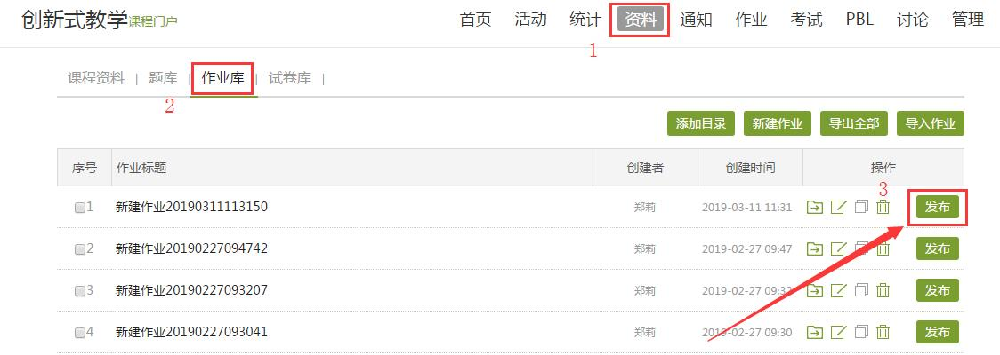 创新式教学课程门户 首页 活动 统计 资料 通知 作业 考试 PBL 讨论 管理
1
课程资料 | 题库 | 作业库 | 试卷库 |
2
添加目录 新建作业 导出全部 导入作业
序号 作业标题 创建者 创建时间 操作
3
1 新建作业20190311113150 郑莉 2019-03-11 11:31 发布
2 新建作业20190227094742 郑莉 2019-02-27 09:47 发布
3 新建作业20190227093207 郑莉 2019-02-27 09:32 发布
4 新建作业20190227093041 郑莉 2019-02-27 09:30 发布